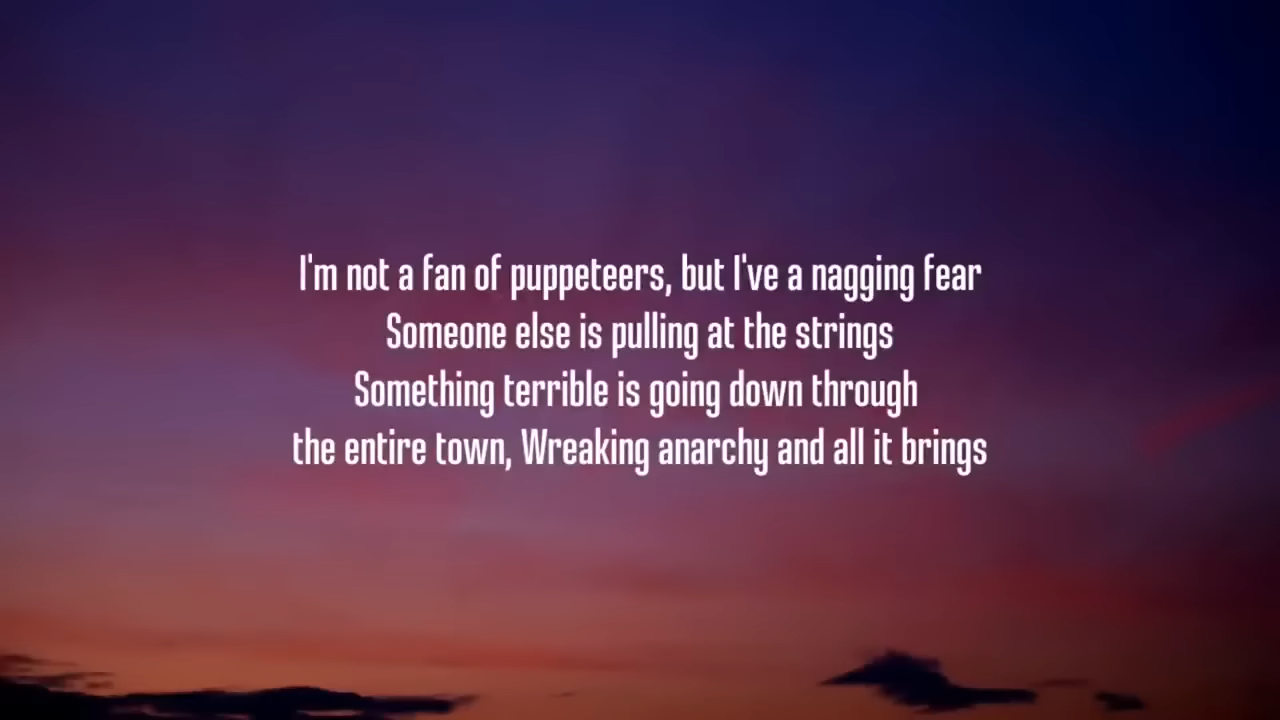 I'm not a fan of puppeteers, but I've a nagging fear
Someone else is pulling at the strings
Something terrible is going down through
the entire town, Wreaking anarchy and all it brings